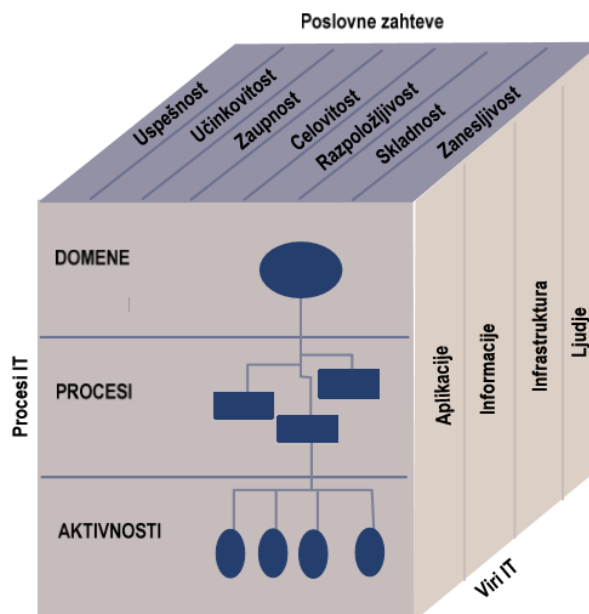 Poslovne zahteve
Uspešnost
Učinkovitost
Zaupnost
Celovitost
Razpoložljivost
Skladnost
Zanesljivost
Procesi IT
DOMENE
PROCESI
AKTIVNOSTI
Aplikacije
Informacije
Infrastruktura
Ljudje
Viri IT